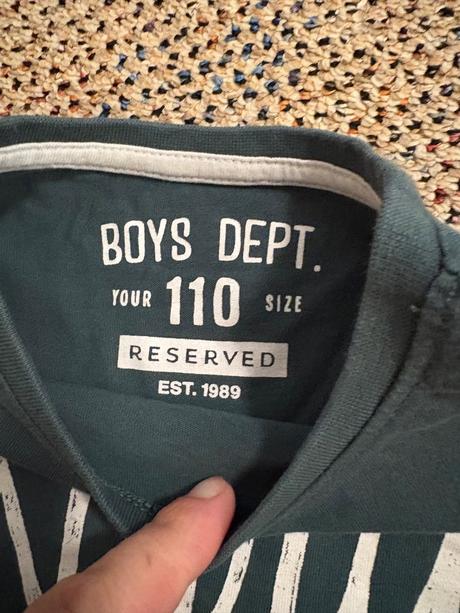 BOYS DEPT.
YOUR 110 SIZE
RESERVED
EST. 1989